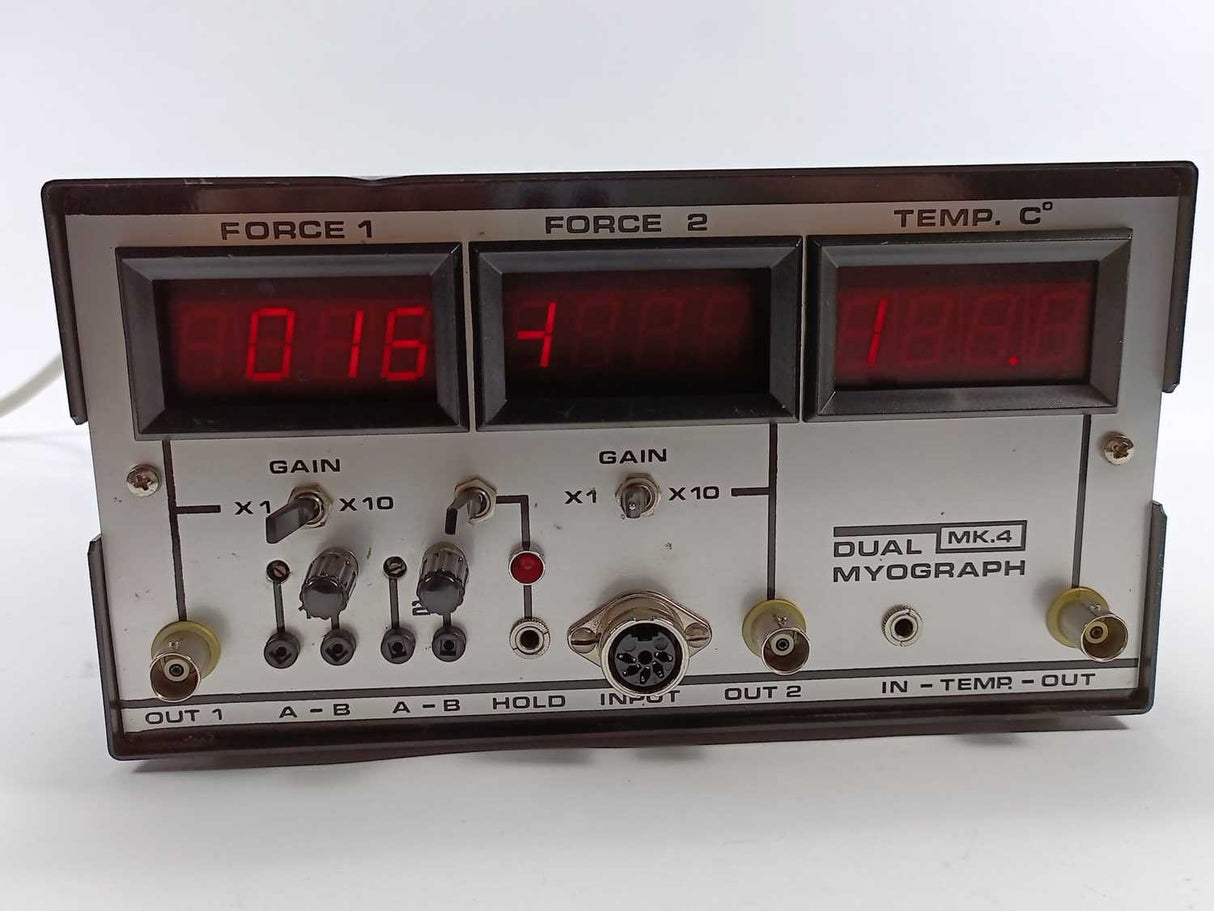 FORCE 1
FORCE 2
TEMP. C°
016
-1
1 .
GAIN
X1
X10
GAIN
X1
X10
DUAL MK.4
MYOGRAPH
OUT 1
A - B
A - B
HOLD
INPUT
OUT 2
IN - TEMP. - OUT